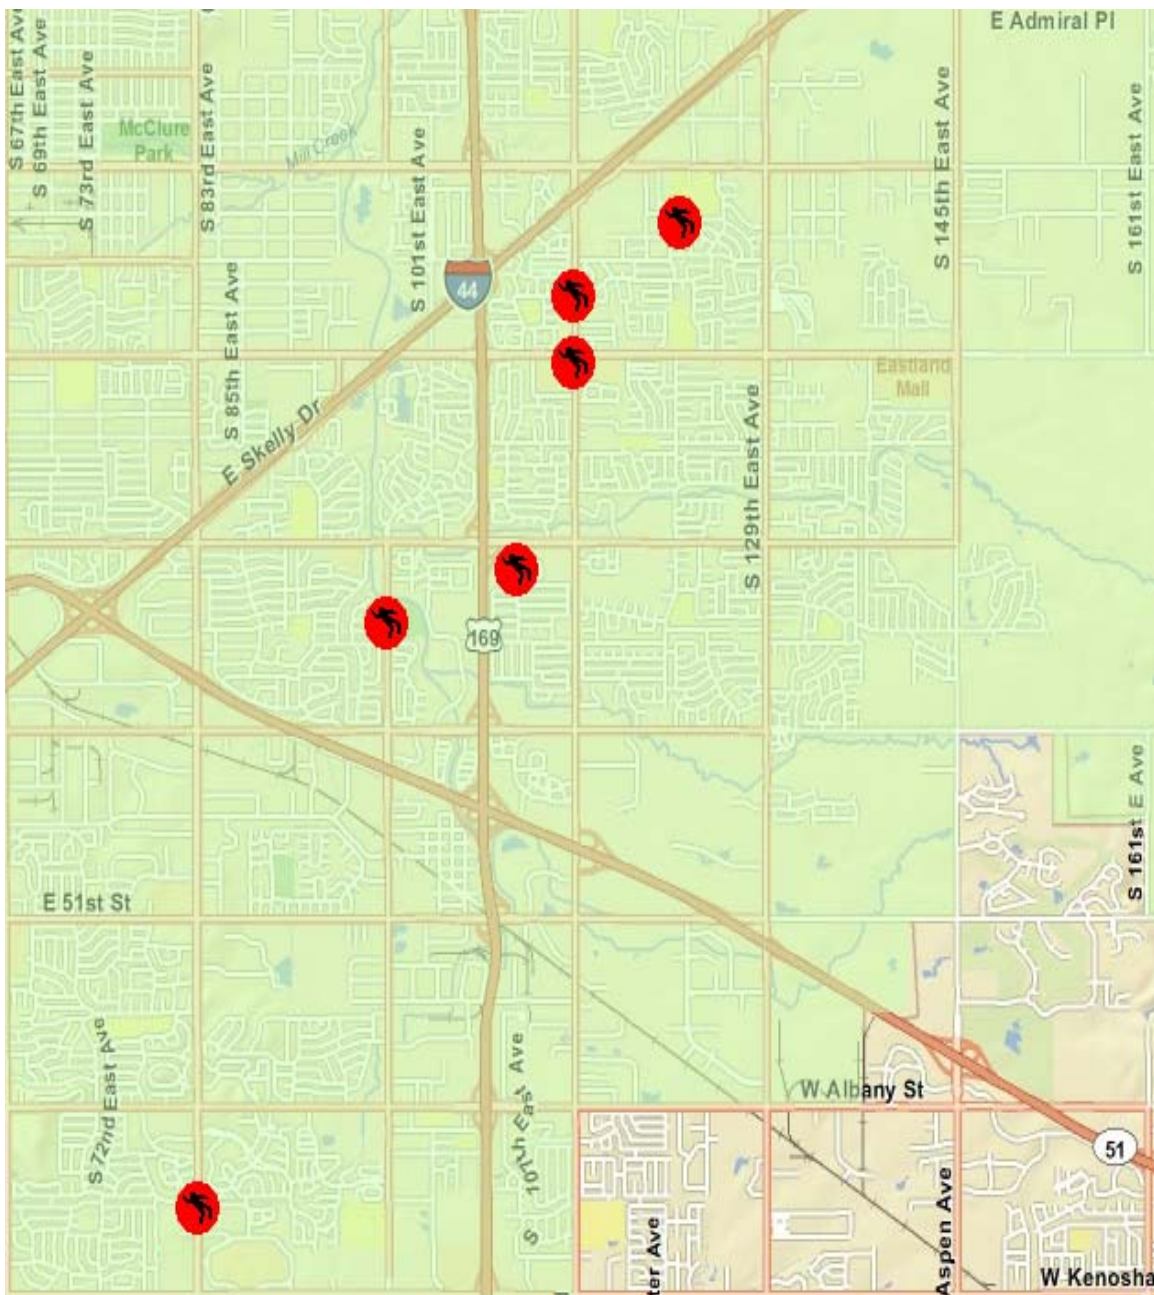 E Admiral Pl
S 67th East Ave
S 69th East Ave
S 73rd East Ave
McClure
Park
S 83rd East Ave
Mill Creek
S 101st East Ave
S 145th East Ave
S 161st East Ave
44
S 85th East Ave
E Skelly Dr
Eastland
Mall
S 129th East Ave
169
S 161st E Ave
E 51st St
S 72nd East Ave
S 107th East Ave
W Albany St
51
ter Ave
Aspen Ave
W Kenosha